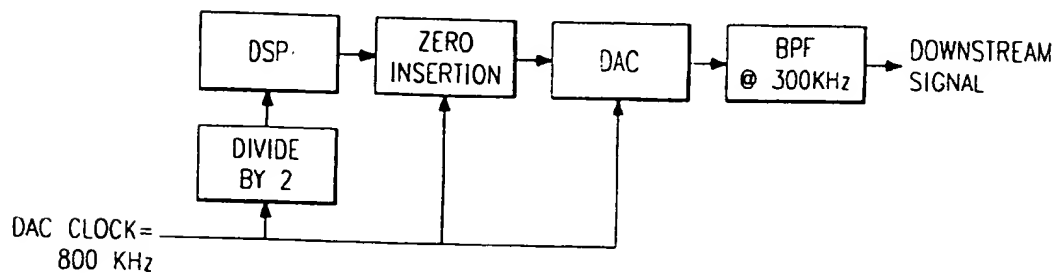 DSP
ZERO
INSERTION
DAC
BPF
@ 300KHz
DOWNSTREAM
SIGNAL
DIVIDE
BY 2
DAC CLOCK=
800 KHz